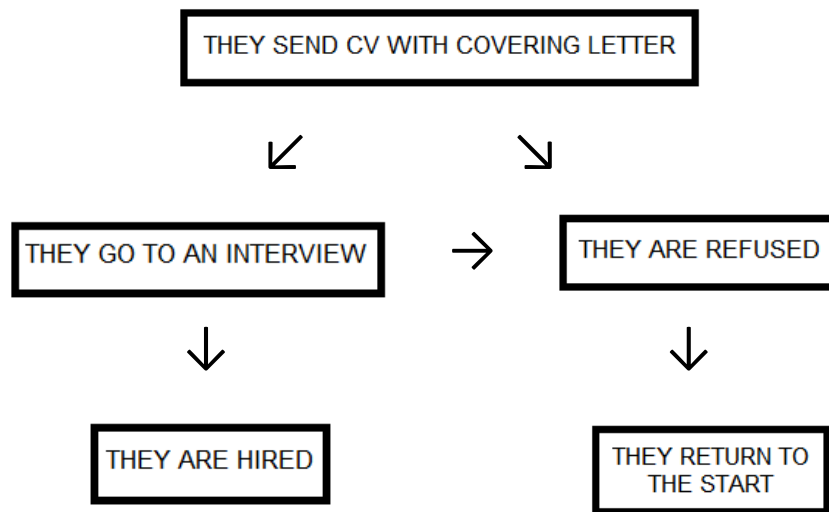 THEY SEND CV WITH COVERING LETTER
THEY GO TO AN INTERVIEW
THEY ARE REFUSED
THEY ARE HIRED
THEY RETURN TO
THE START